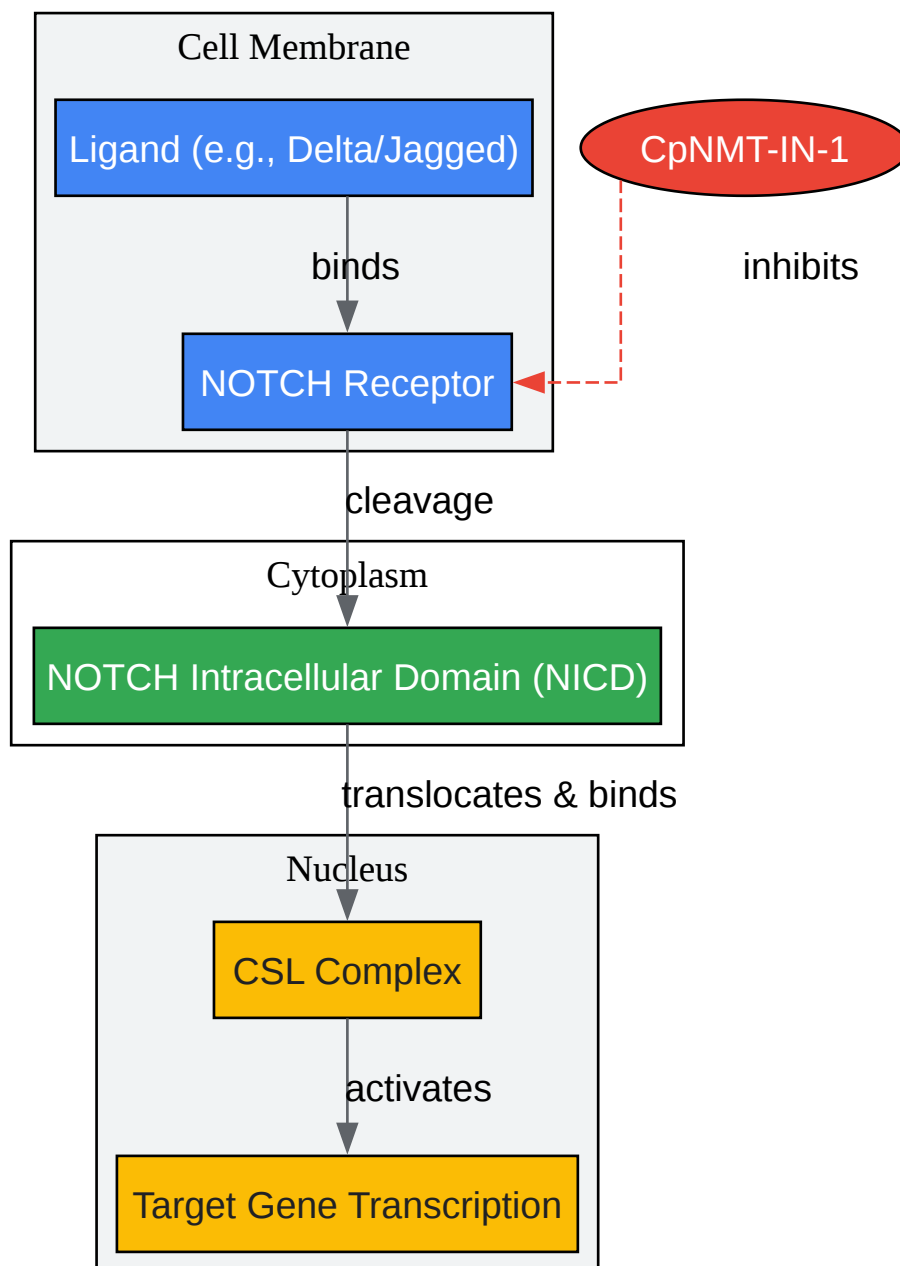 Cell Membrane
Ligand (e.g., Delta/Jagged)
CpNMT-IN-1
binds
inhibits
NOTCH Receptor
cleavage
Cytoplasm
NOTCH Intracellular Domain (NICD)
translocates & binds
Nucleus
CSL Complex
activates
Target Gene Transcription